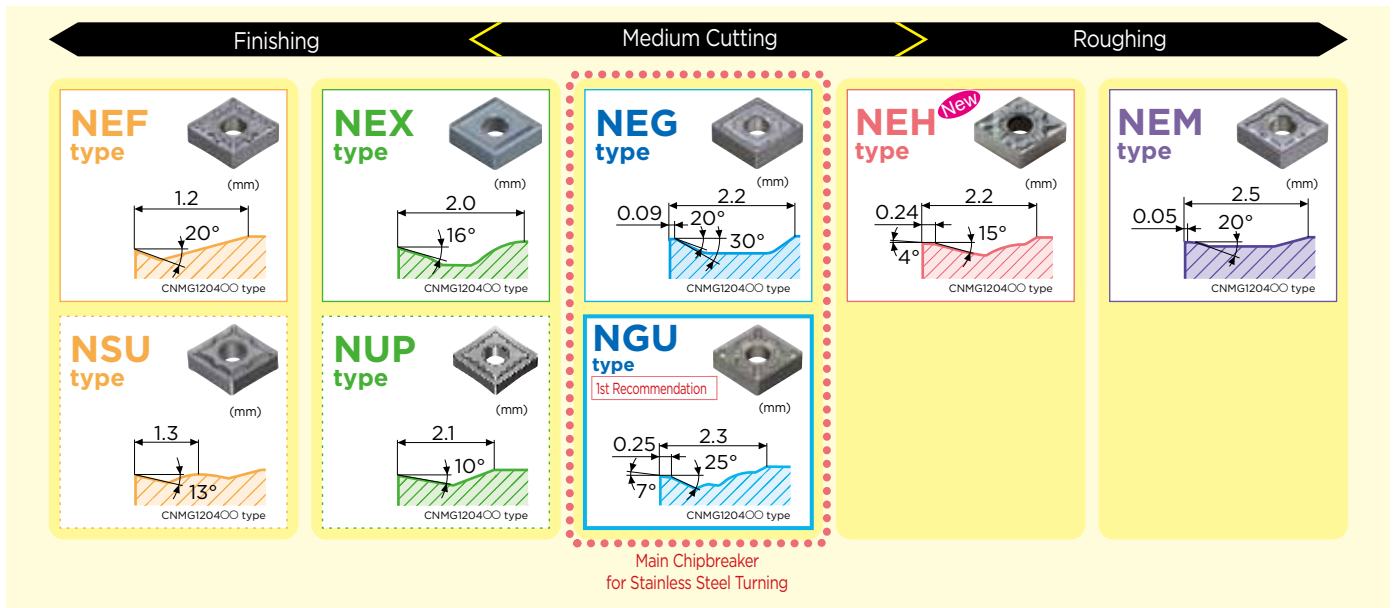 Finishing
Medium Cutting
Roughing
NEF
type
(mm)
1.2
20°
CNMG1204○○ type
NEX
type
(mm)
2.0
16°
CNMG1204○○ type
NEG
type
(mm)
2.2
0.09
20°
30°
CNMG1204○○ type
NEH
New
type
(mm)
2.2
0.24
15°
4°
CNMG1204○○ type
NEM
type
(mm)
2.5
0.05
20°
CNMG1204○○ type
NSU
type
(mm)
1.3
13°
CNMG1204○○ type
NUP
type
(mm)
2.1
10°
CNMG1204○○ type
NGU
type
1st Recommendation
(mm)
2.3
0.25
25°
7°
CNMG1204○○ type
Main Chipbreaker
for Stainless Steel Turning